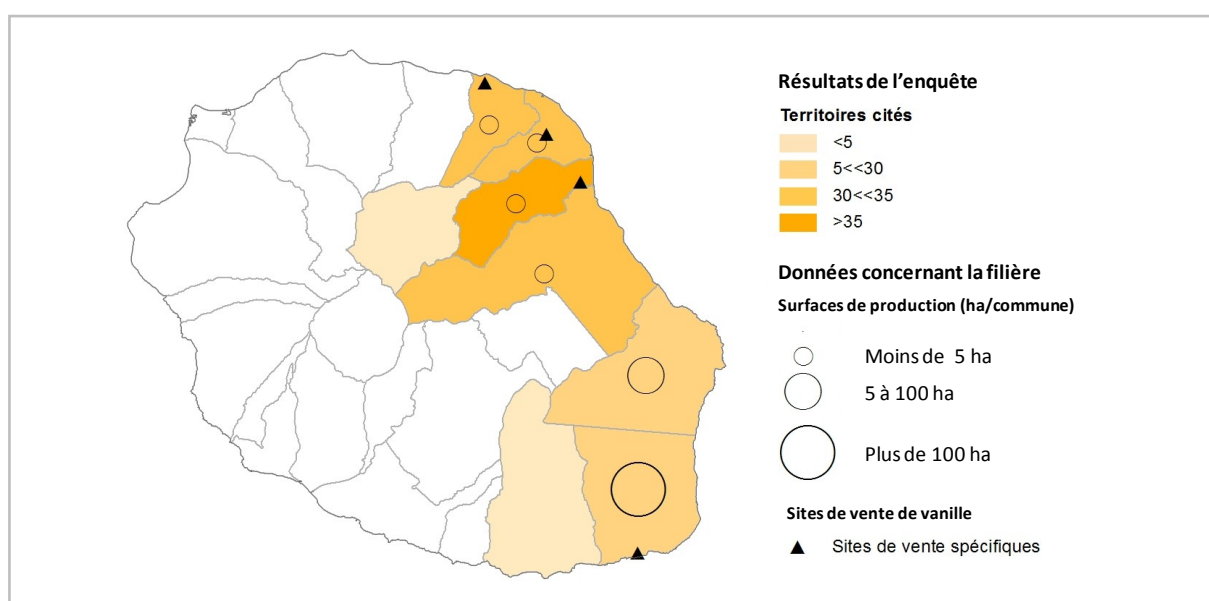 Résultats de l’enquête
Territoires cités
<5
5<<30
30<<35
>35
Données concernant la filière
Surfaces de production (ha/commune)
Moins de 5 ha
5 à 100 ha
Plus de 100 ha
Sites de vente de vanille
Sites de vente spécifiques